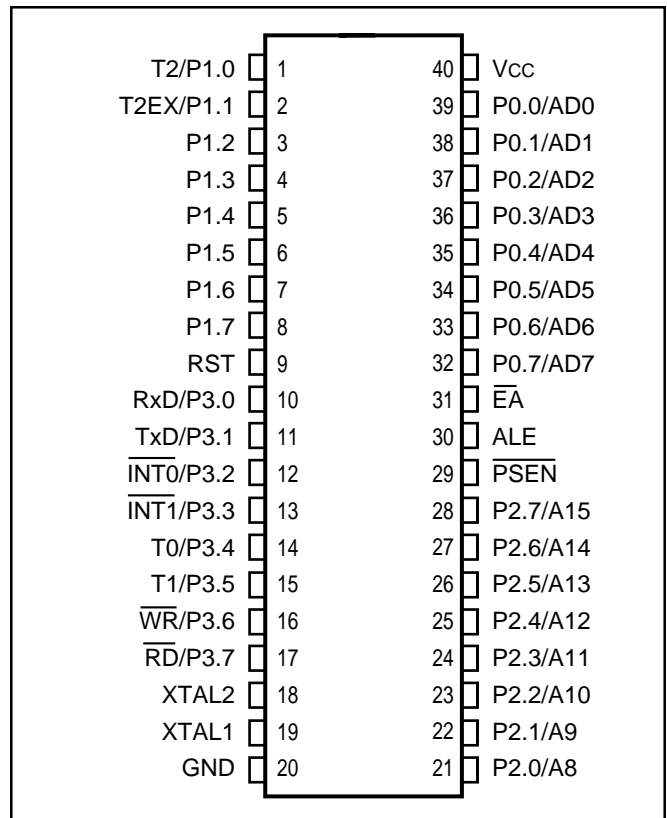 T2/P1.0 1 40 Vcc
T2EX/P1.1 2 39 P0.0/AD0
P1.2 3 38 P0.1/AD1
P1.3 4 37 P0.2/AD2
P1.4 5 36 P0.3/AD3
P1.5 6 35 P0.4/AD4
P1.6 7 34 P0.5/AD5
P1.7 8 33 P0.6/AD6
RST 9 32 P0.7/AD7
RxD/P3.0 10 31 E̅A̅
TxD/P3.1 11 30 ALE
I̅N̅T̅0̅/P3.2 12 29 P̅S̅E̅N̅
I̅N̅T̅1̅/P3.3 13 28 P2.7/A15
T0/P3.4 14 27 P2.6/A14
T1/P3.5 15 26 P2.5/A13
W̅R̅/P3.6 16 25 P2.4/A12
R̅D̅/P3.7 17 24 P2.3/A11
XTAL2 18 23 P2.2/A10
XTAL1 19 22 P2.1/A9
GND 20 21 P2.0/A8